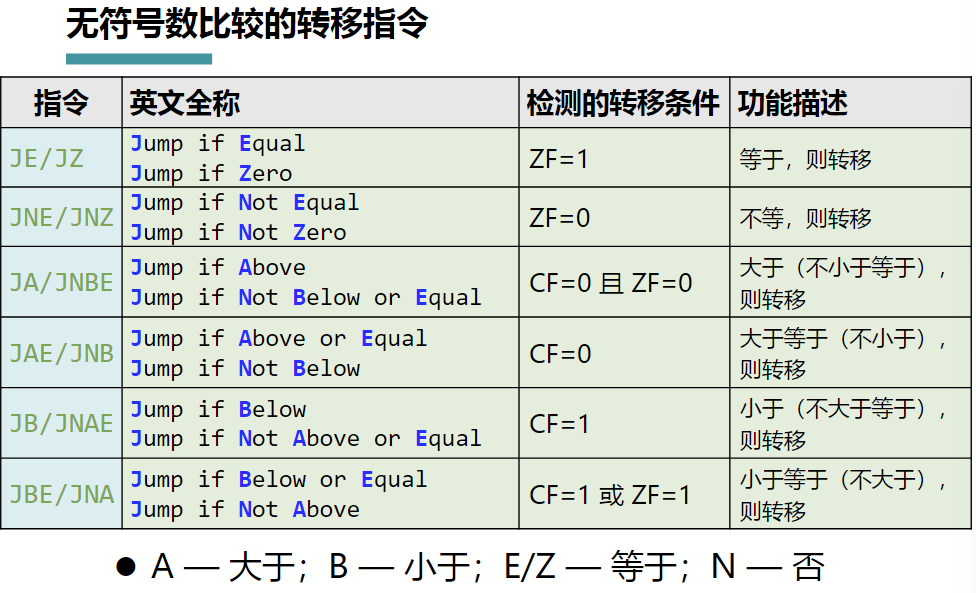 无符号数比较的转移指令
指令 英文全称 检测的转移条件 功能描述
JE/JZ
Jump if Equal
Jump if Zero
ZF=1
等于，则转移
JNE/JNZ
Jump if Not Equal
Jump if Not Zero
ZF=0
不等，则转移
JA/JNBE
Jump if Above
Jump if Not Below or Equal
CF=0 且 ZF=0
大于（不小于等于），
则转移
JAE/JNB
Jump if Above or Equal
Jump if Not Below
CF=0
大于等于（不小于），
则转移
JB/JNAE
Jump if Below
Jump if Not Above or Equal
CF=1
小于（不大于等于），
则转移
JBE/JNA
Jump if Below or Equal
Jump if Not Above
CF=1 或 ZF=1
小于等于（不大于），
则转移
● A — 大于；B — 小于；E/Z — 等于；N — 否